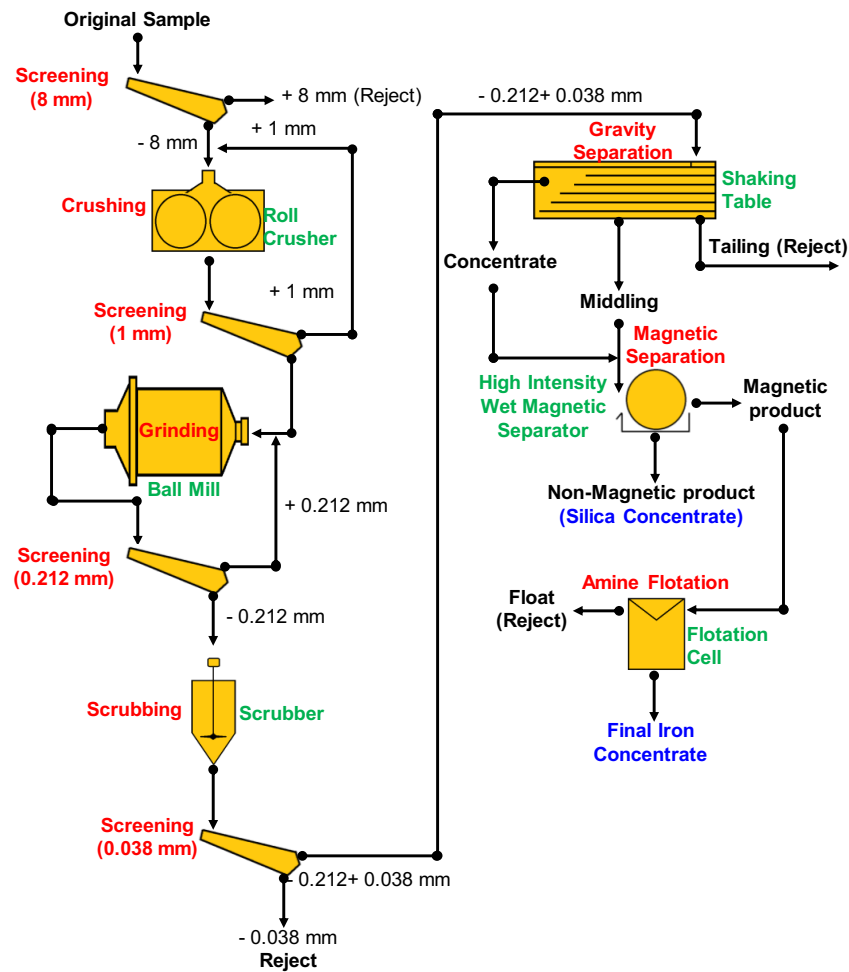 Original Sample
Screening
(8 mm)
+ 8 mm (Reject)
- 8 mm
+ 1 mm
Crushing
Roll
Crusher
+ 1 mm
Screening
(1 mm)
Grinding
Ball Mill
+ 0.212 mm
Screening
(0.212 mm)
- 0.212 mm
Scrubbing
Scrubber
Screening
(0.038 mm)
- 0.212+ 0.038 mm
- 0.038 mm
Reject
- 0.212+ 0.038 mm
Gravity
Separation
Shaking
Table
Tailing (Reject)
Concentrate
Middling
Magnetic
Separation
High Intensity
Wet Magnetic
Separator
Magnetic
product
Non-Magnetic product
(Silica Concentrate)
Amine Flotation
Float
(Reject)
Flotation
Cell
Final Iron
Concentrate